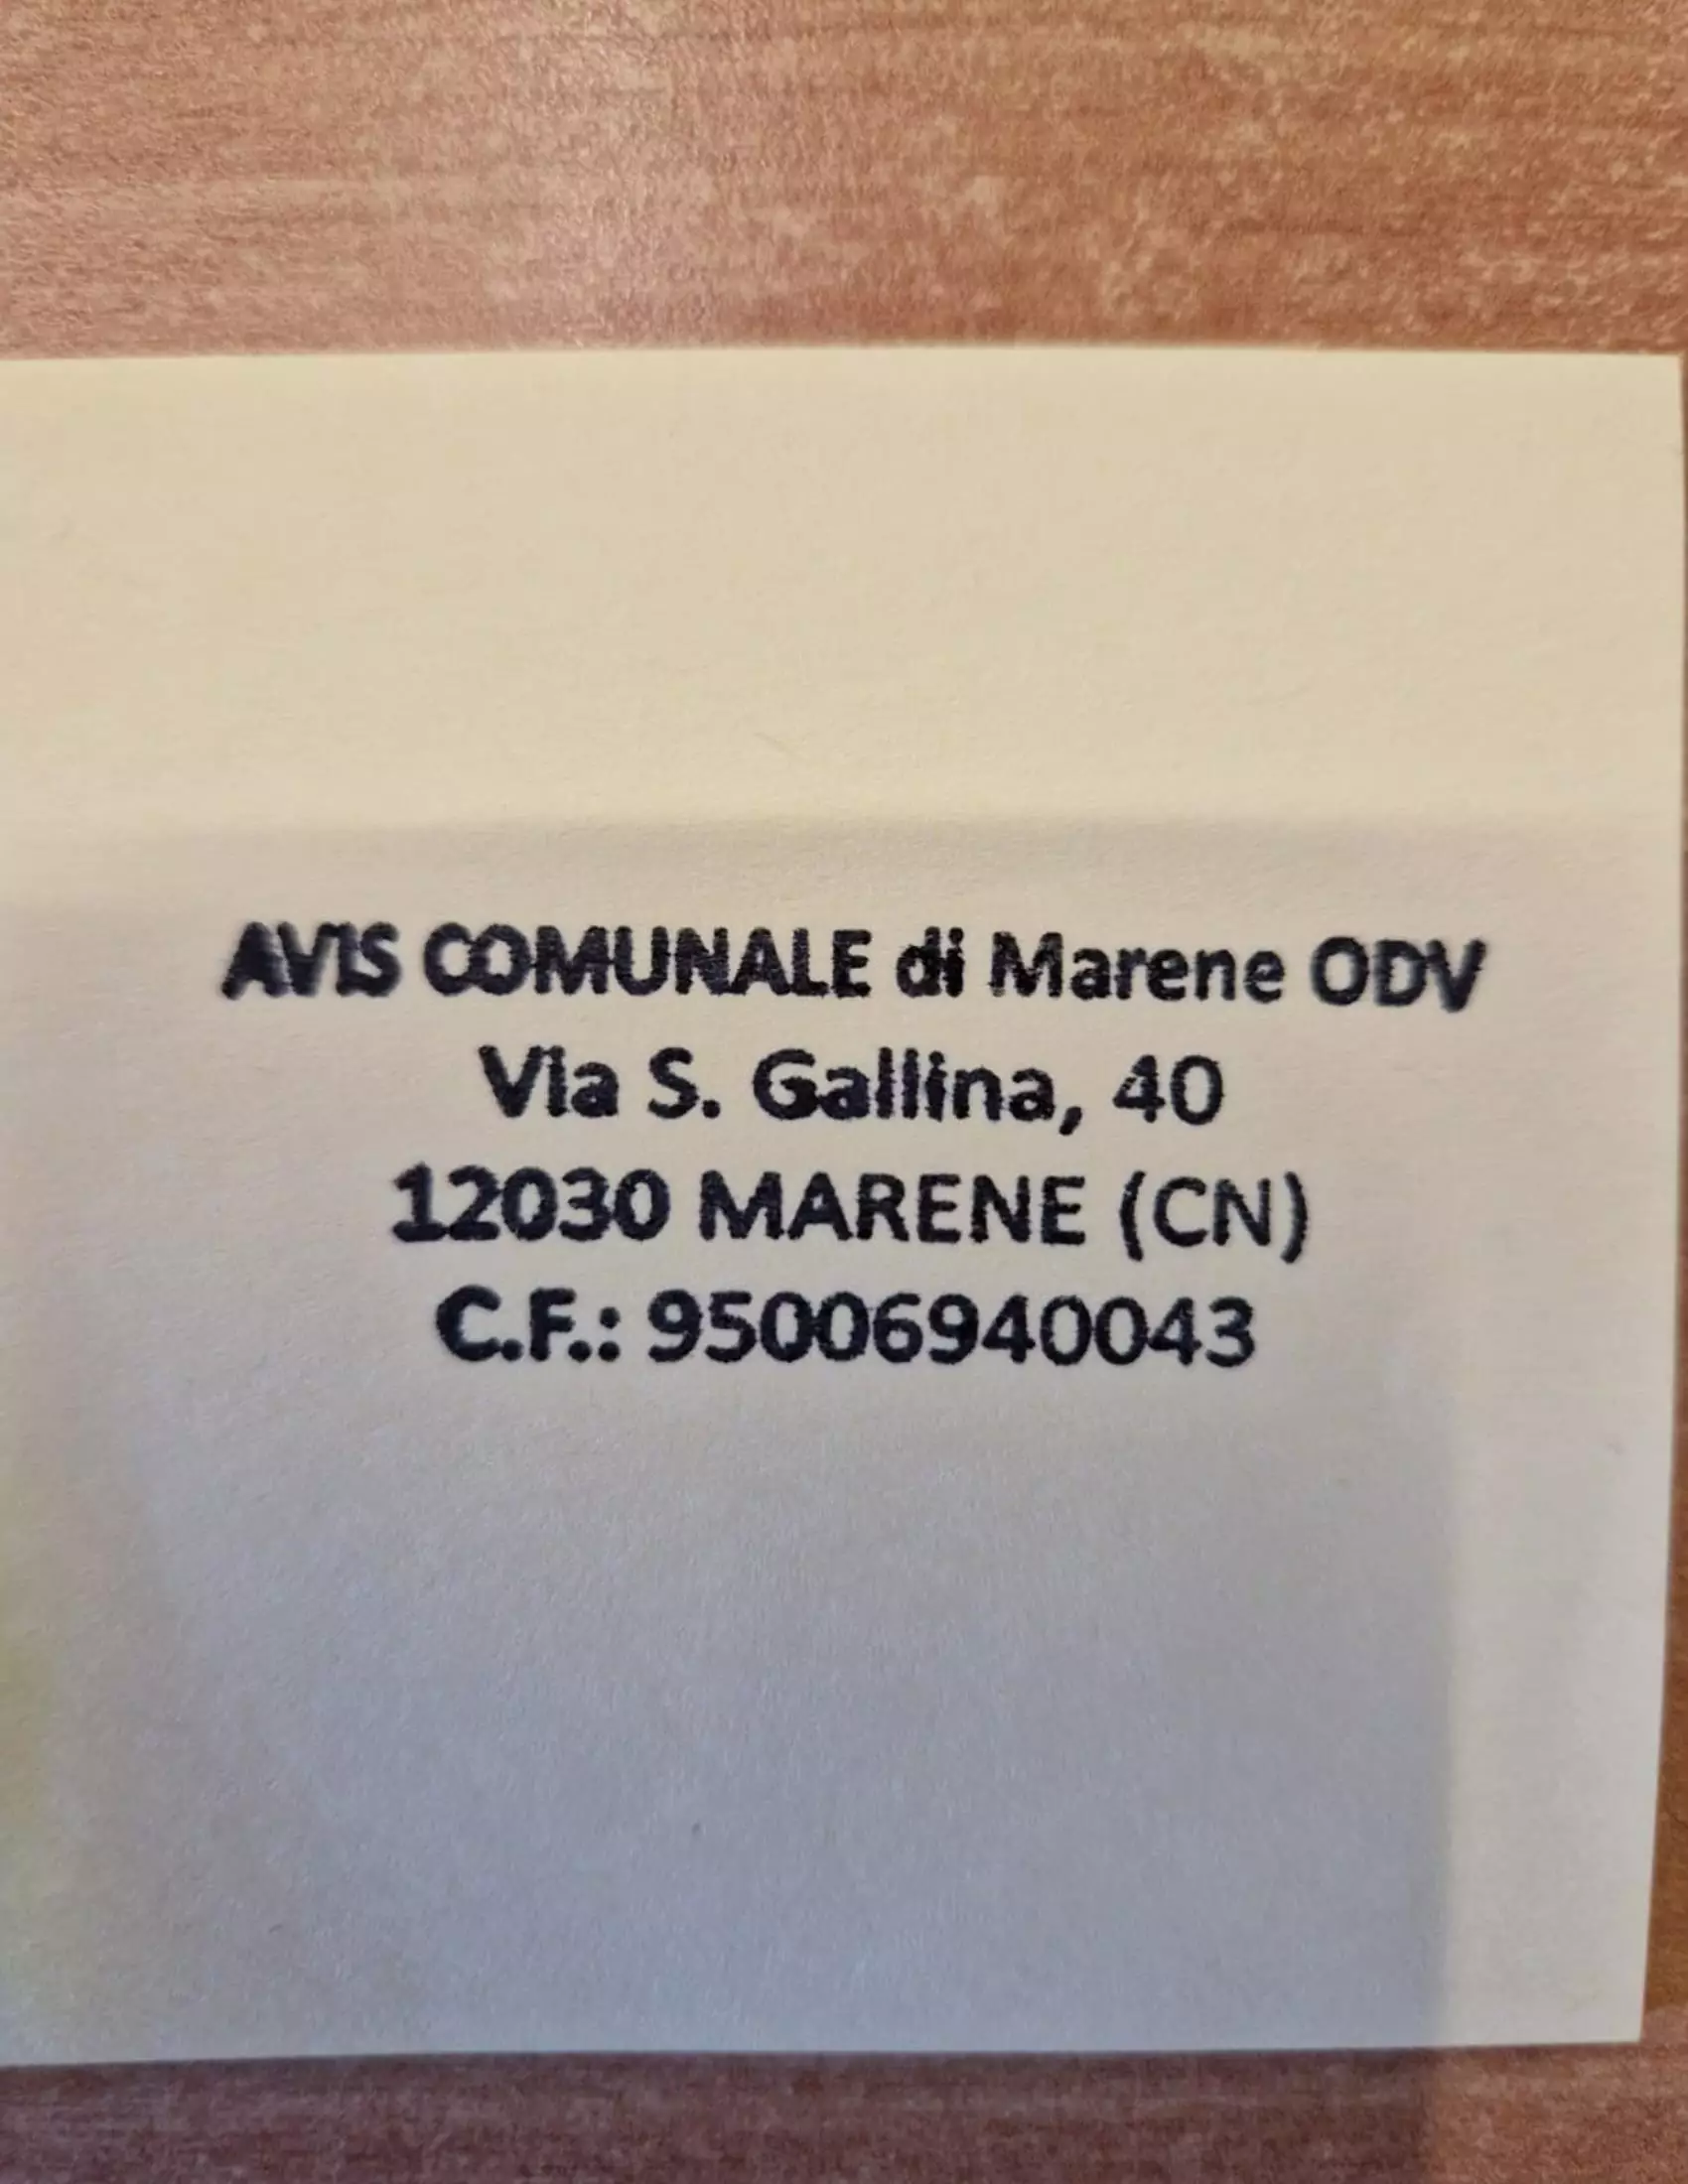 AVIS COMUNALE di Marene ODV
Via S. Gallina, 40
12030 MARENE (CN)
C.F.: 95006940043